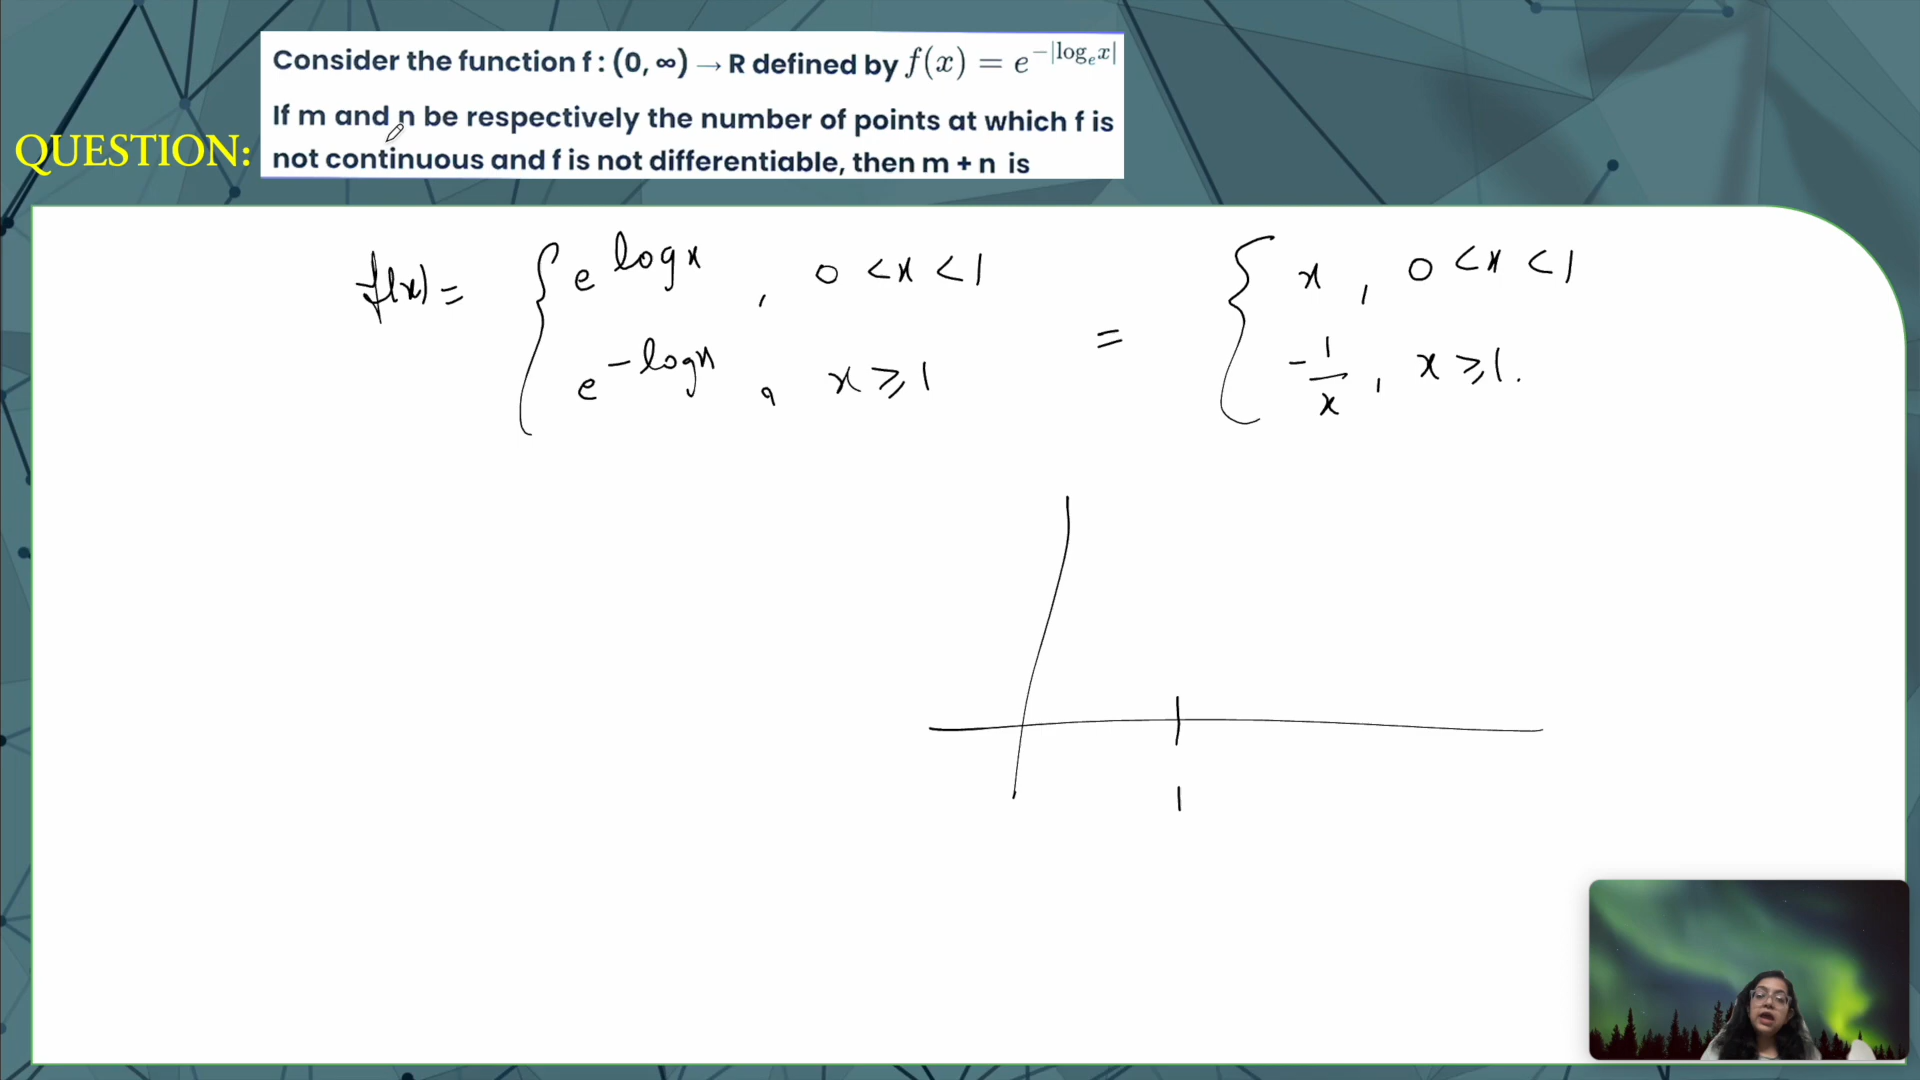 Consider the function f : (0, ∞) → R defined by f(x) = e^{-|log_e x|}
If m and n be respectively the number of points at which f is
QUESTION:
not continuous and f is not differentiable, then m + n is
f(x) = { e^{log x} , 0 < x < 1 = { x , 0 < x < 1
e^{-log x} , x ⩾ 1 -1/x , x ⩾ 1.
1